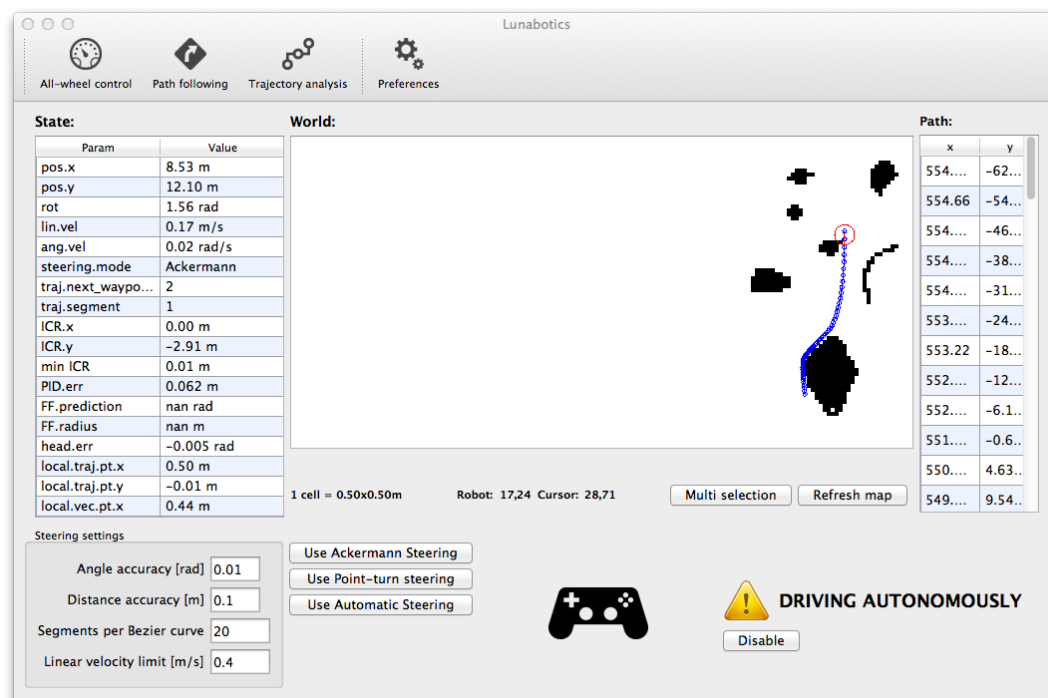 Lunabotics
All-wheel control Path following Trajectory analysis Preferences
State:
Param Value
pos.x 8.53 m
pos.y 12.10 m
rot 1.56 rad
lin.vel 0.17 m/s
ang.vel 0.02 rad/s
steering.mode Ackermann
traj.next_waypo... 2
traj.segment 1
ICR.x 0.00 m
ICR.y -2.91 m
min ICR 0.01 m
PID.err 0.062 m
FF.prediction nan rad
FF.radius nan m
head.err -0.005 rad
local.traj.pt.x 0.50 m
local.traj.pt.y -0.01 m
local.vec.pt.x 0.44 m
World:
1 cell = 0.50x0.50m Robot: 17,24 Cursor: 28,71
Multi selection Refresh map
Path:
x y
554.... -62...
554.66 -54...
554.... -46...
554.... -38...
554.... -31...
553.... -24...
553.22 -18...
552.... -12...
552.... -6.1..
551.... -0.6..
550.... 4.63..
549.... 9.54..
Steering settings
Angle accuracy [rad] 0.01
Distance accuracy [m] 0.1
Segments per Bezier curve 20
Linear velocity limit [m/s] 0.4
Use Ackermann Steering
Use Point-turn steering
Use Automatic Steering
DRIVING AUTONOMOUSLY
Disable